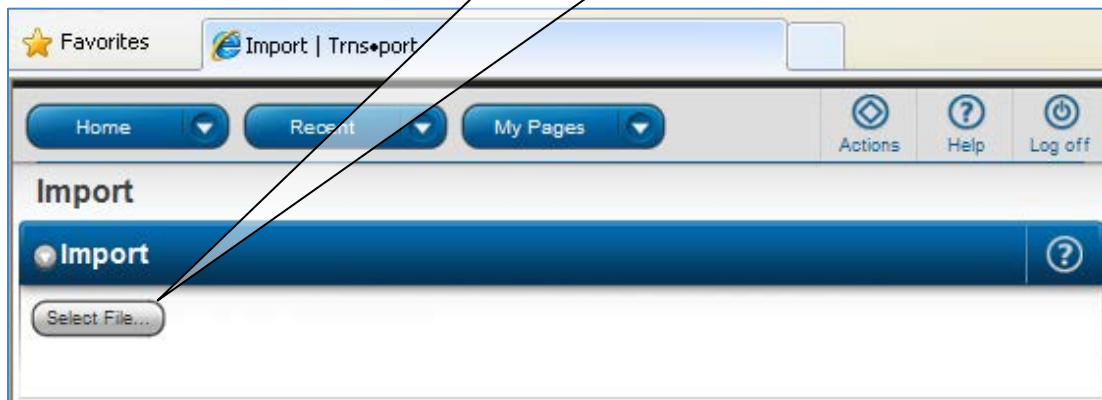 Favorites
Import | Trns•port
Home
Recent
My Pages
Actions
Help
Log off
Import
Import
Select File...